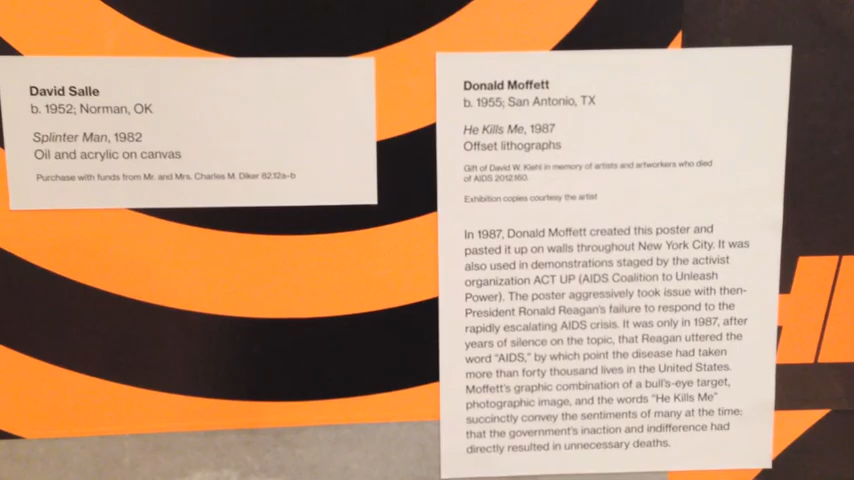 David Salle
b. 1952; Norman, OK
Splinter Man, 1982
Oil and acrylic on canvas
Purchase with funds from Mr. and Mrs. Charles M. Diker 82.12a-b
Donald Moffett
b. 1955; San Antonio, TX
He Kills Me, 1987
Offset lithographs
Gift of David W. Kiehl in memory of artists and artworkers who died
of AIDS 2012.160
Exhibition copies courtesy the artist
In 1987, Donald Moffett created this poster and
pasted it up on walls throughout New York City. It was
also used in demonstrations staged by the activist
organization ACT UP (AIDS Coalition to Unleash
Power). The poster aggressively took issue with then-
President Ronald Reagan's failure to respond to the
rapidly escalating AIDS crisis. It was only in 1987, after
years of silence on the topic, that Reagan uttered the
word "AIDS," by which point the disease had taken
more than forty thousand lives in the United States.
Moffett's graphic combination of a bull's-eye target,
photographic image, and the words "He Kills Me"
succinctly convey the sentiments of many at the time:
that the government's inaction and indifference had
directly resulted in unnecessary deaths.